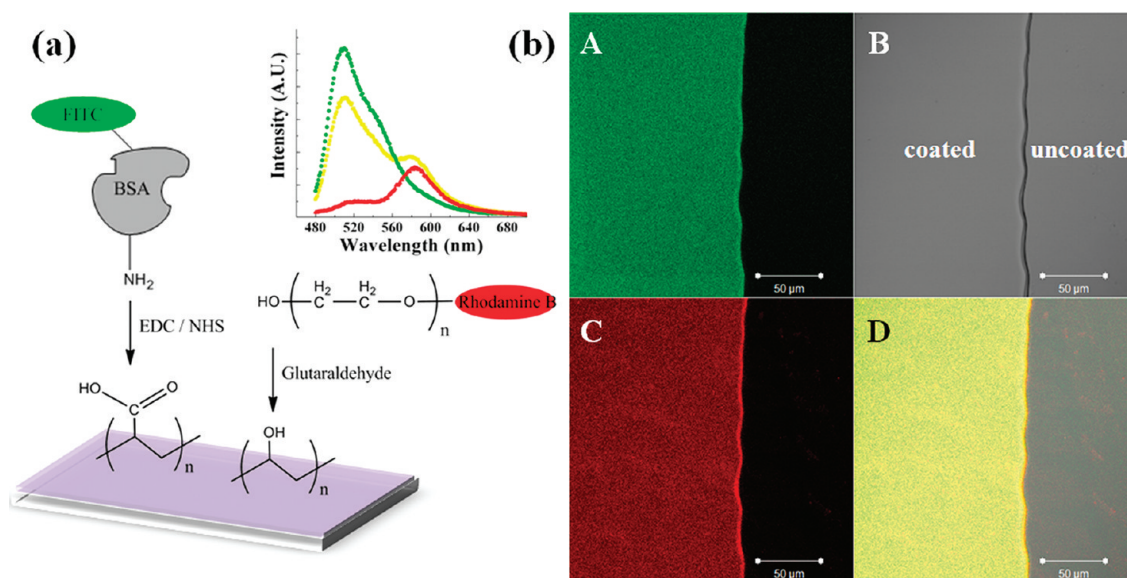 (a)
FITC
BSA
NH2
EDC / NHS
HO
O
n
Intensity (A.U.)
480 520 560 600 640 680
Wavelength (nm)
HO
H2
C
C
H2
O
n
Rhodamine B
Glutaraldehyde
OH
n
(b)
A
50 µm
B
coated
uncoated
50 µm
C
50 µm
D
50 µm